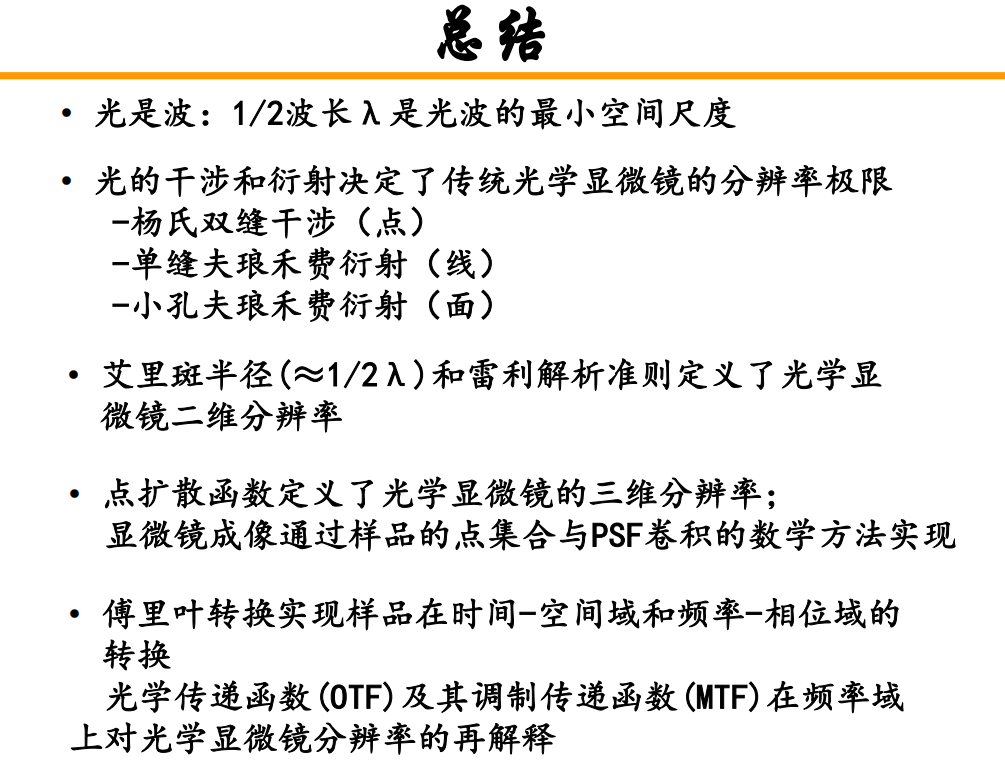 总结
• 光是波：1/2波长λ是光波的最小空间尺度
• 光的干涉和衍射决定了传统光学显微镜的分辨率极限
-杨氏双缝干涉（点）
-单缝夫琅禾费衍射（线）
-小孔夫琅禾费衍射（面）
• 艾里斑半径(≈1/2λ)和雷利解析准则定义了光学显
微镜二维分辨率
• 点扩散函数定义了光学显微镜的三维分辨率；
显微镜成像通过样品的点集合与PSF卷积的数学方法实现
• 傅里叶转换实现样品在时间-空间域和频率-相位域的
转换
光学传递函数(OTF)及其调制传递函数(MTF)在频率域
上对光学显微镜分辨率的再解释